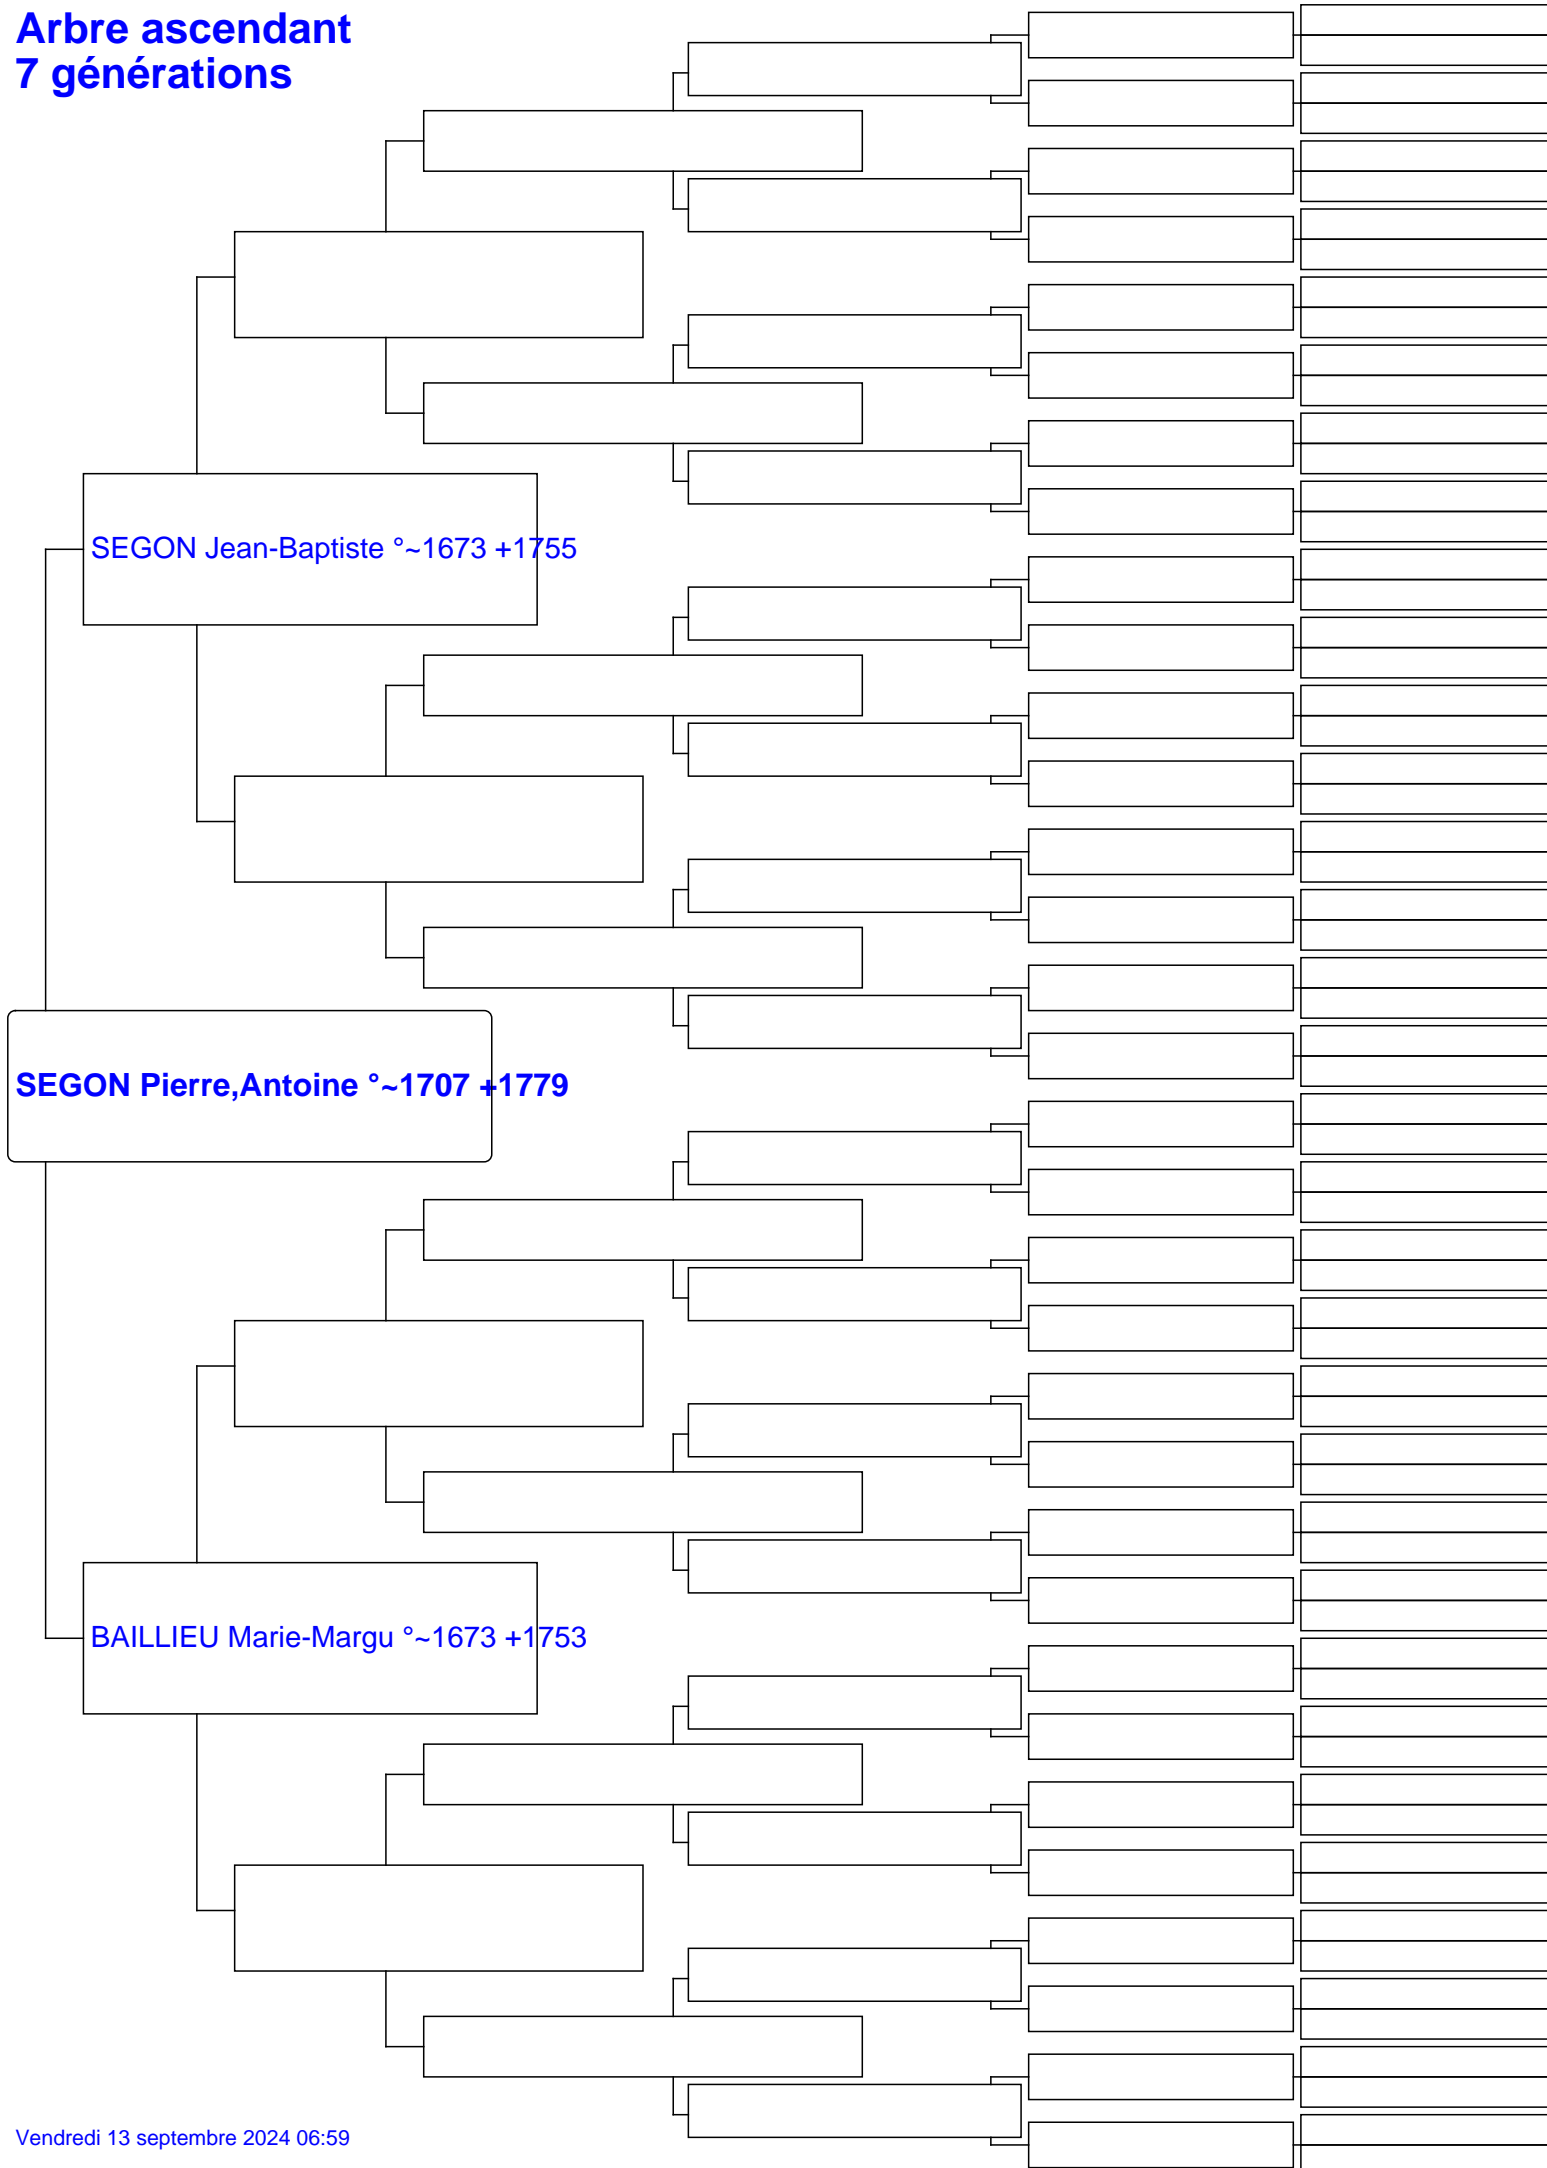 Arbre ascendant
7 générations
SEGON Jean-Baptiste °~1673 +1755
SEGON Pierre,Antoine °~1707 +1779
BAILLIEU Marie-Margu °~1673 +1753
Vendredi 13 septembre 2024 06:59